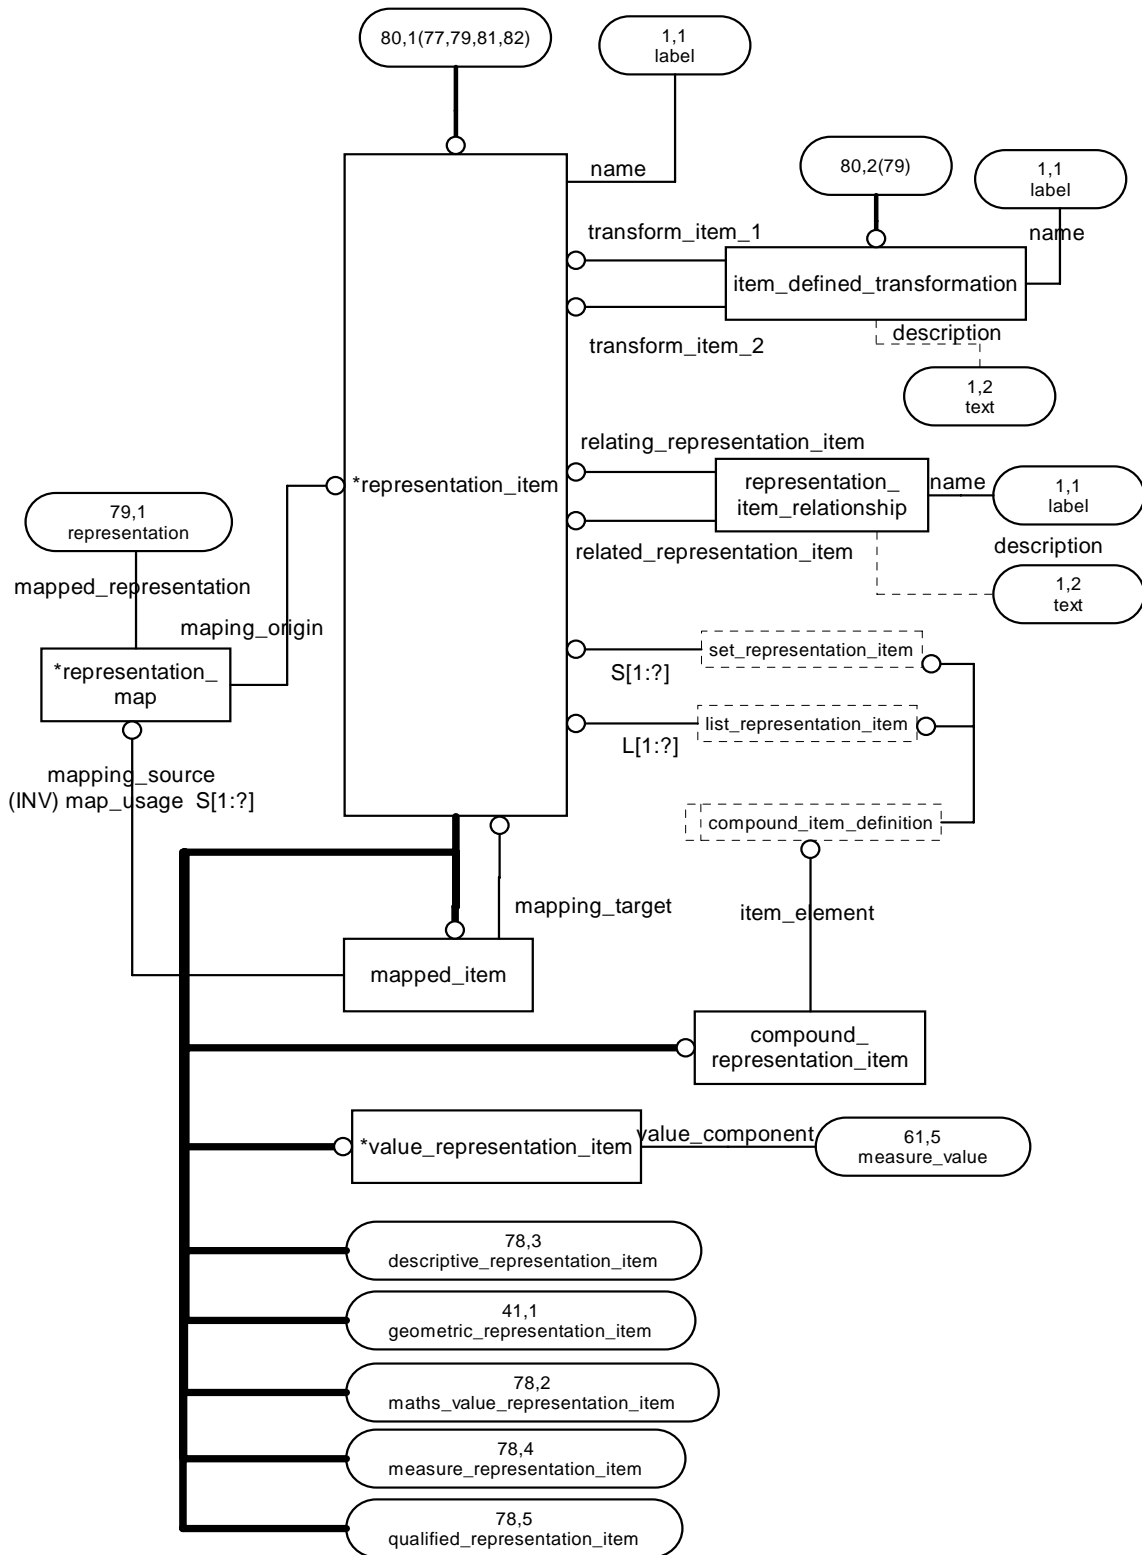 80,1(77,79,81,82)
1,1
label
name
80,2(79)
1,1
label
name
transform_item_1
item_defined_transformation
transform_item_2
description
1,2
text
relating_representation_item
*representation_item
representation_
item_relationship
name
1,1
label
related_representation_item
description
1,2
text
79,1
representation
mapped_representation
maping_origin
*representation_
map
set_representation_item
S[1:?]
list_representation_item
L[1:?]
mapping_source
(INV) map_usage S[1:?]
compound_item_definition
mapping_target
item_element
mapped_item
compound_
representation_item
*value_representation_item
value_component
61,5
measure_value
78,3
descriptive_representation_item
41,1
geometric_representation_item
78,2
maths_value_representation_item
78,4
measure_representation_item
78,5
qualified_representation_item